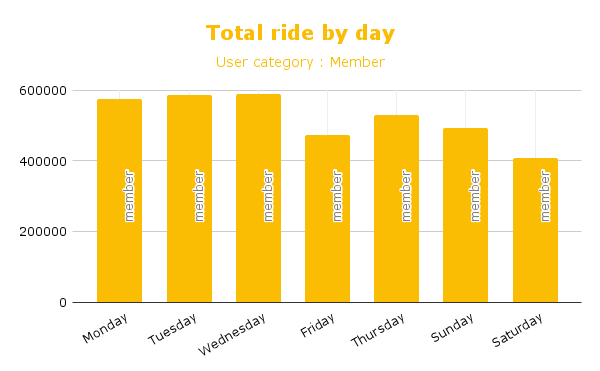 Total ride by day
User category : Member
600000
400000
200000
0
member
member
member
member
member
member
member
Monday
Tuesday
Wednesday
Friday
Thursday
Sunday
Saturday